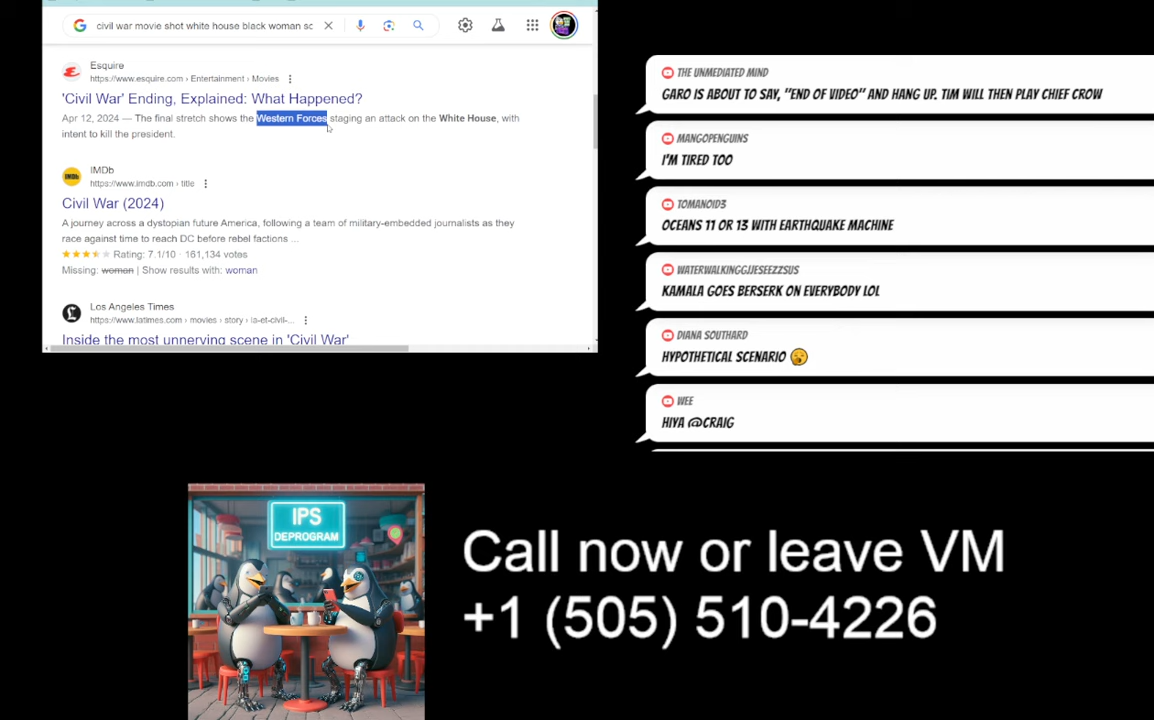 civil war movie shot white house black woman sc
Esquire
https://www.esquire.com › Entertainment › Movies
'Civil War' Ending, Explained: What Happened?
Apr 12, 2024 — The final stretch shows the Western Forces staging an attack on the White House, with
intent to kill the president.
IMDb
https://www.imdb.com › title
Civil War (2024)
A journey across a dystopian future America, following a team of military-embedded journalists as they
race against time to reach DC before rebel factions ...
Rating: 7.1/10 · 161,134 votes
Missing: woman | Show results with: woman
Los Angeles Times
https://www.latimes.com › movies › story › la-et-civil-...
Inside the most unnerving scene in 'Civil War'
THE UNMEDIATED MIND
GARO IS ABOUT TO SAY, "END OF VIDEO" AND HANG UP. TIM WILL THEN PLAY CHIEF CROW
MANGOPENGUINS
I'M TIRED TOO
TOMANOID3
OCEANS 11 OR 13 WITH EARTHQUAKE MACHINE
WATERWALKINGGJJESEEZZSUS
KAMALA GOES BERSERK ON EVERYBODY LOL
DIANA SOUTHARD
HYPOTHETICAL SCENARIO 🥱
WEE
HIYA @CRAIG
IPS
DEPROGRAM
Call now or leave VM
+1 (505) 510-4226